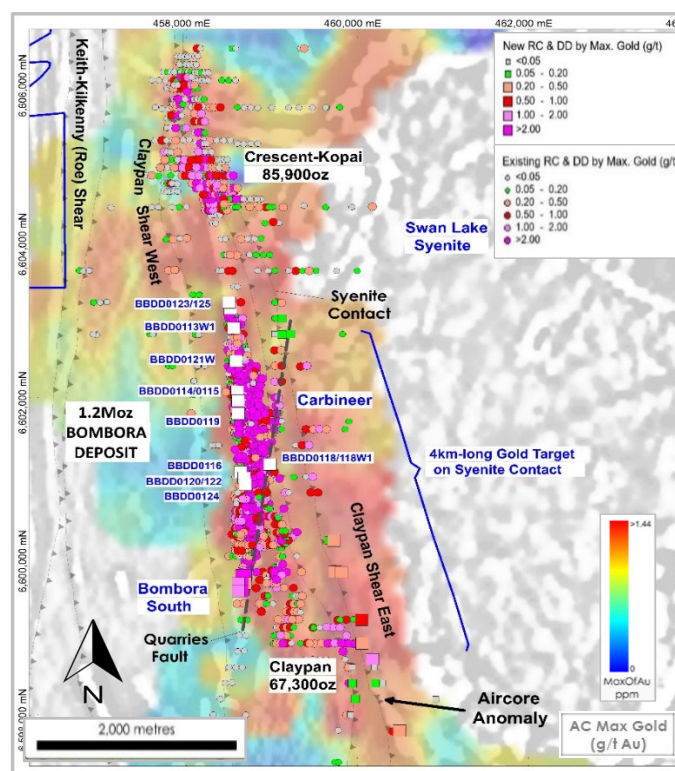 458,000 mE
460,000 mE
462,000 mE
46
New RC & DD by Max. Gold (g/t)
<0.05
0.05 - 0.20
0.20 - 0.50
0.50 - 1.00
1.00 - 2.00
>2.00
Existing RC & DD by Max. Gold (g/t)
<0.05
0.05 - 0.20
0.20 - 0.50
0.50 - 1.00
1.00 - 2.00
>2.00
6,606,000 mN
Keith-Kilkenny (Roe) Shear
Claypan Shear West
Crescent-Kopai
85,900oz
6,604,000 mN
Swan Lake
Syenite
Syenite
Contact
BBDD0123/125
BBDD0113W1
BBDD0121W
BBDD0114/0115
6,602,000 mN
Carbineer
1.2Moz
BOMBORA
DEPOSIT
BBDD0119
BBDD0116
BBDD0118/118W1
BBDD0120/122
BBDD0124
4km-long Gold Target
on Syenite Contact
6,600,000 mN
Claypan Shear East
Bombora
South
Quarries
Fault
Claypan
67,300oz
Aircore
Anomaly
>1.44
0
MaxOfAu
ppm
N
2,000 metres
6,598,000 mN
AC Max Gold
(g/t Au)